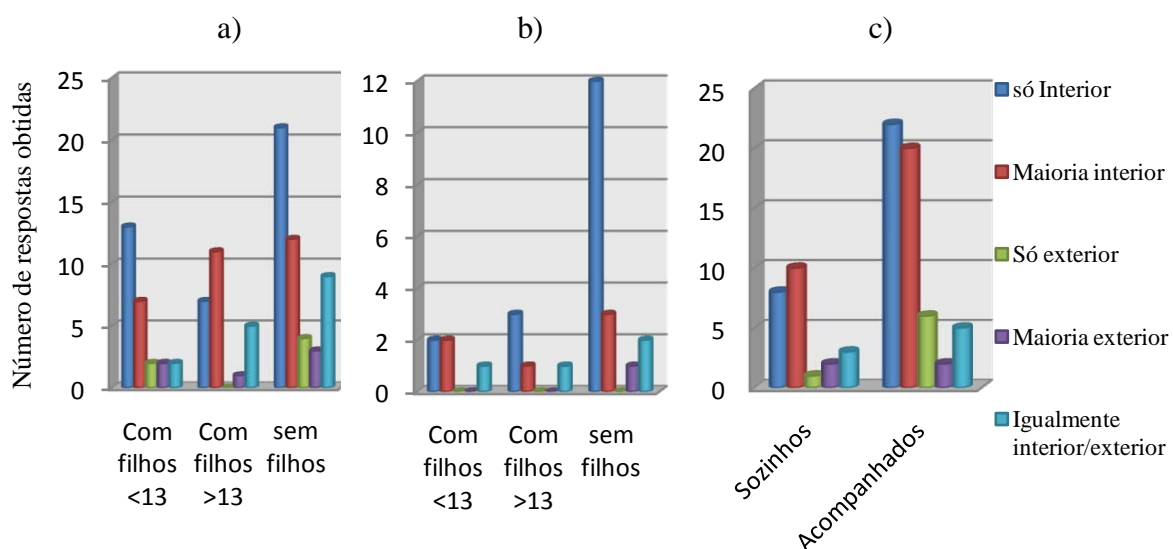 a)
b)
c)
Número de respostas obtidas
25
20
15
10
5
0
Com
filhos
<13
Com
filhos
>13
sem
filhos
12
10
8
6
4
2
0
Com
filhos
<13
Com
filhos
>13
sem
filhos
25
20
15
10
5
0
Sozinhos
Acompanhados
só Interior
Maioria interior
Só exterior
Maioria exterior
Igualmente
interior/exterior